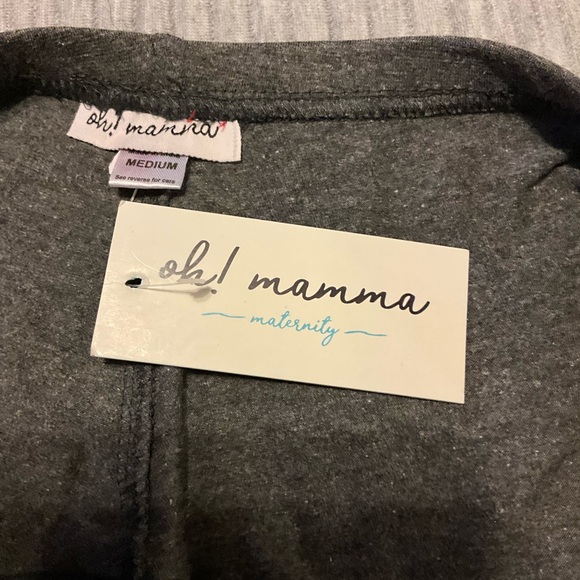 oh! mamma
MEDIUM
See reverse for care
oh! mamma
maternity